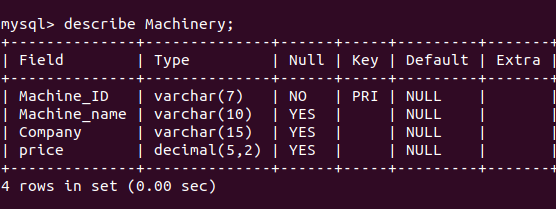 mysql> describe Machinery;
+--------------+--------------+------+-----+---------+-------+
| Field        | Type         | Null | Key | Default | Extra |
+--------------+--------------+------+-----+---------+-------+
| Machine_ID   | varchar(7)   | NO   | PRI | NULL    |       |
| Machine_name | varchar(10)  | YES  |     | NULL    |       |
| Company      | varchar(15)  | YES  |     | NULL    |       |
| price        | decimal(5,2) | YES  |     | NULL    |       |
+--------------+--------------+------+-----+---------+-------+
4 rows in set (0.00 sec)